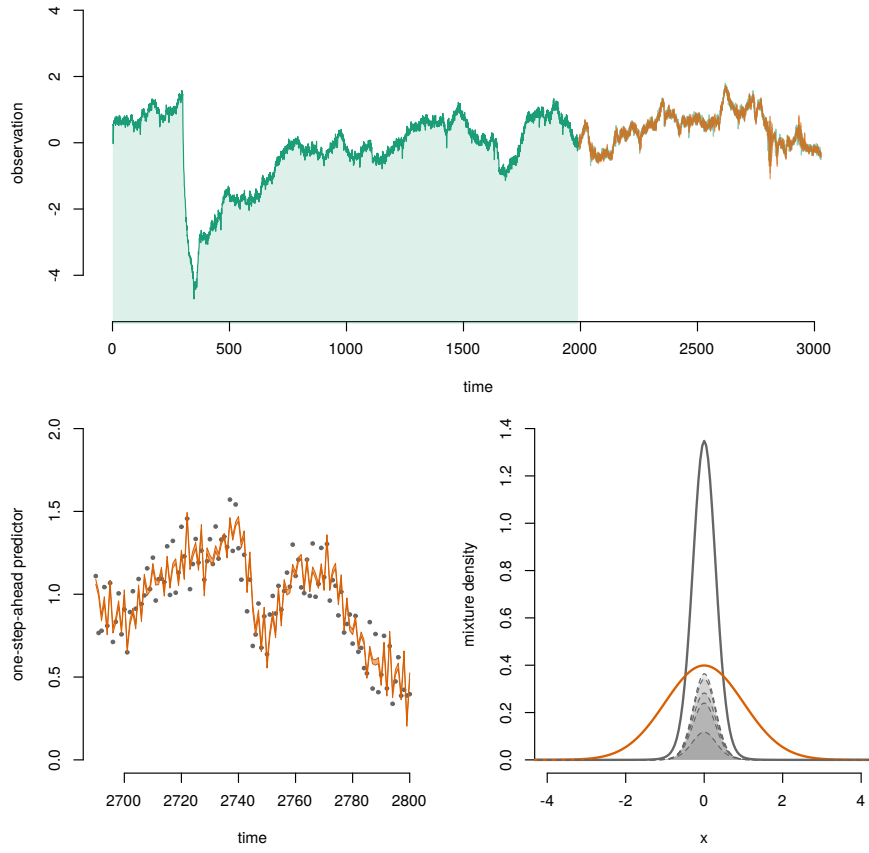 4
2
0
-2
-4
observation
0 500 1000 1500 2000 2500 3000
time
2.0
1.5
1.0
0.5
0.0
one-step-ahead predictor
2700 2720 2740 2760 2780 2800
time
1.4
1.2
1.0
0.8
0.6
0.4
0.2
0.0
mixture density
-4 -2 0 2 4
x